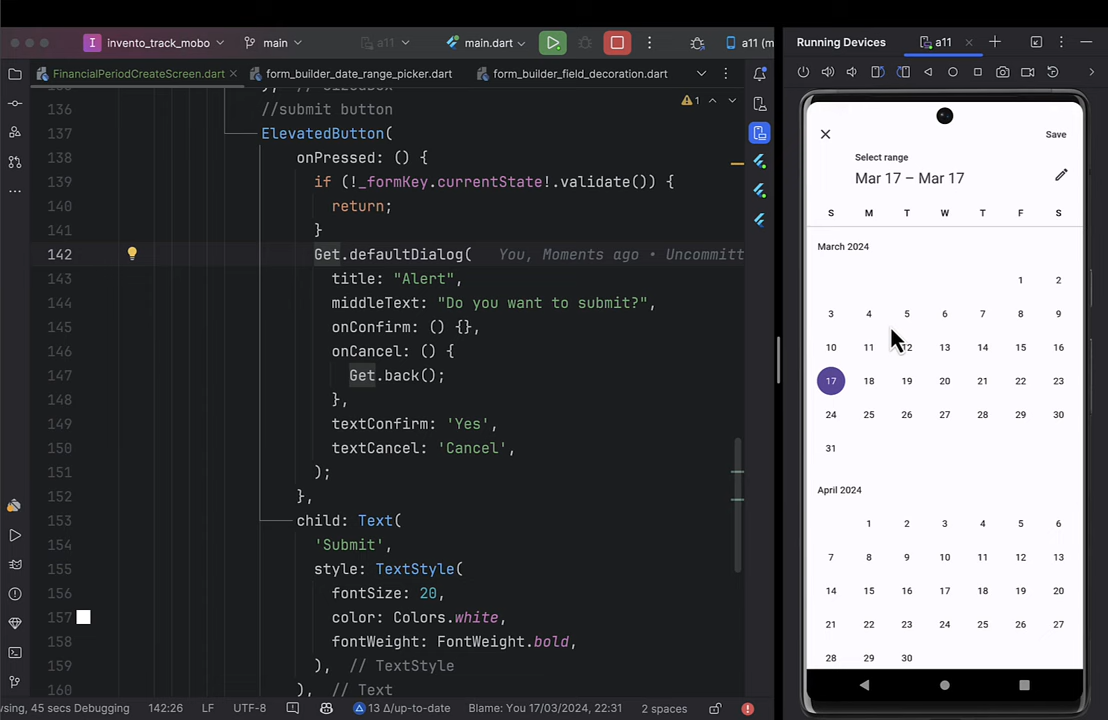 invento_track_mobo
main
a11
main.dart
a11 (m
Running Devices
a11
FinancialPeriodCreateScreen.dart
form_builder_date_range_picker.dart
form_builder_field_decoration.dart
136 //submit button
1
137 ElevatedButton(
138 onPressed: () {
139 if (!_formKey.currentState!.validate()) {
140 return;
141 }
142 Get.defaultDialog( You, Moments ago • Uncommitt
143 title: "Alert",
144 middleText: "Do you want to submit?",
145 onConfirm: () {},
146 onCancel: () {
147 Get.back();
148 },
149 textConfirm: 'Yes',
150 textCancel: 'Cancel',
151 );
152 },
153 child: Text(
154 'Submit',
155 style: TextStyle(
156 fontSize: 20,
157 color: Colors.white,
158 fontWeight: FontWeight.bold,
159 ), // TextStyle
160 ), // Text
Save
Select range
Mar 17 – Mar 17
S M T W T F S
March 2024
1 2
3 4 5 6 7 8 9
10 11 12 13 14 15 16
17 18 19 20 21 22 23
24 25 26 27 28 29 30
31
April 2024
1 2 3 4 5 6
7 8 9 10 11 12 13
14 15 16 17 18 19 20
21 22 23 24 25 26 27
28 29 30
wsing, 45 secs Debugging 142:26 LF UTF-8 13 Δ/up-to-date Blame: You 17/03/2024, 22:31 2 spaces